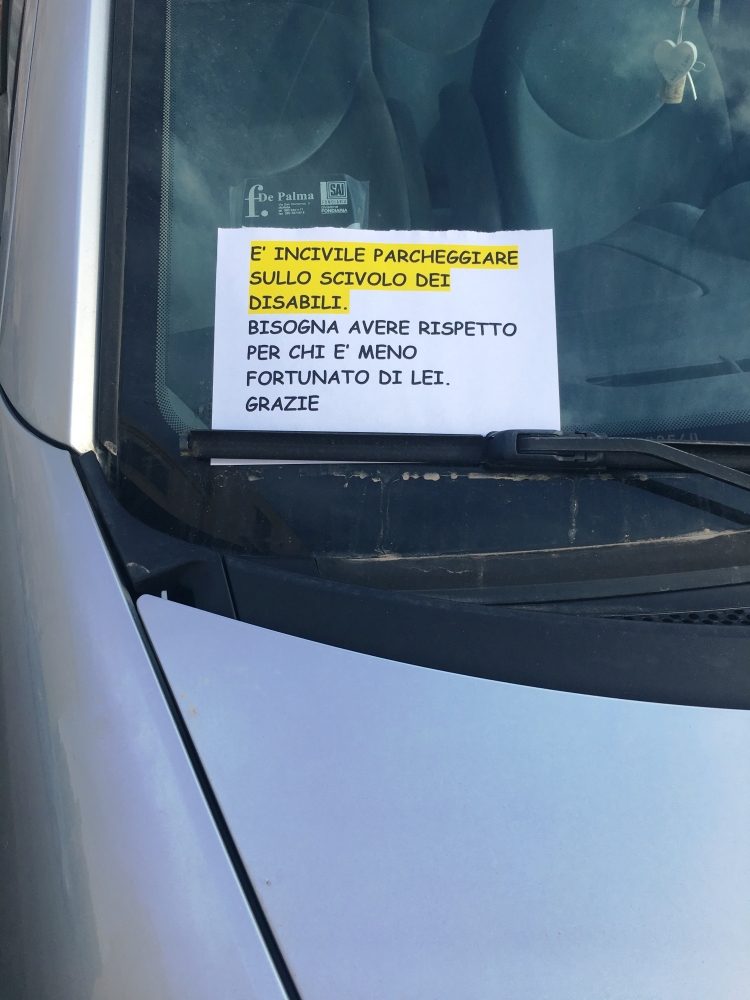 De Palma
SAI
FONDIARIA
E' INCIVILE PARCHEGGIARE
SULLO SCIVOLO DEI
DISABILI.
BISOGNA AVERE RISPETTO
PER CHI E' MENO
FORTUNATO DI LEI.
GRAZIE